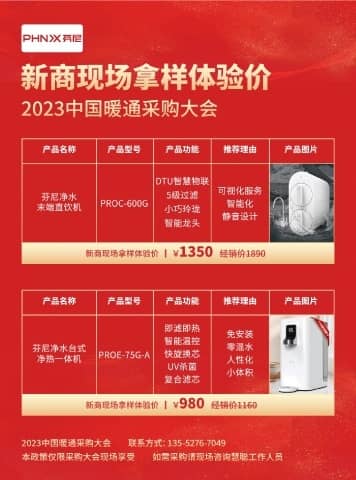 PHNIX 芬尼
新商现场拿样体验价
2023中国暖通采购大会
产品名称 产品型号 产品功能 推荐理由 产品图片
芬尼净水
末端直饮机
PROC-600G
DTU智慧物联
5级过滤
小巧玲珑
智能龙头
可视化服务
智能化
静音设计
新商现场拿样体验价 | ¥1350 经销价1890
产品名称 产品型号 产品功能 推荐理由 产品图片
芬尼净水台式
净热一体机
PROE-75G-A
即滤即热
智能温控
快旋换芯
UV杀菌
复合滤芯
免安装
零混水
人性化
小体积
新商现场拿样体验价 | ¥980 经销价1160
2023中国暖通采购大会 联系方式: 135-5276-7049
本政策仅限采购大会现场享受 如需采购请现场咨询慧聪工作人员